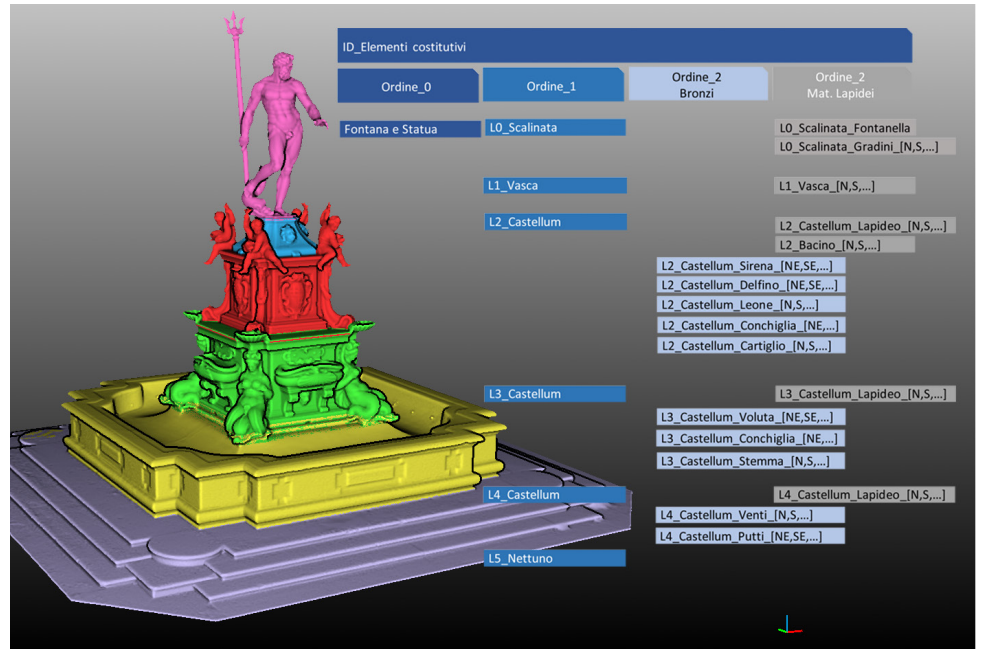 ID_Elementi costitutivi
Ordine_0
Ordine_1
Ordine_2
Bronzi
Ordine_2
Mat. Lapidei
Fontana e Statua
L0_Scalinata
L0_Scalinata_Fontanella
L0_Scalinata_Gradini_[N,S,...]
L1_Vasca
L1_Vasca_[N,S,...]
L2_Castellum
L2_Castellum_Lapideo_[N,S,...]
L2_Bacino_[N,S,...]
L2_Castellum_Sirena_[NE,SE,...]
L2_Castellum_Delfino_[NE,SE,...]
L2_Castellum_Leone_[N,S,...]
L2_Castellum_Conchiglia_[NE,...]
L2_Castellum_Cartiglio_[N,S,...]
L3_Castellum
L3_Castellum_Lapideo_[N,S,...]
L3_Castellum_Voluta_[NE,SE,...]
L3_Castellum_Conchiglia_[NE,...]
L3_Castellum_Stemma_[N,S,...]
L4_Castellum
L4_Castellum_Lapideo_[N,S,...]
L4_Castellum_Venti_[N,S,...]
L4_Castellum_Putti_[NE,SE,...]
L5_Nettuno